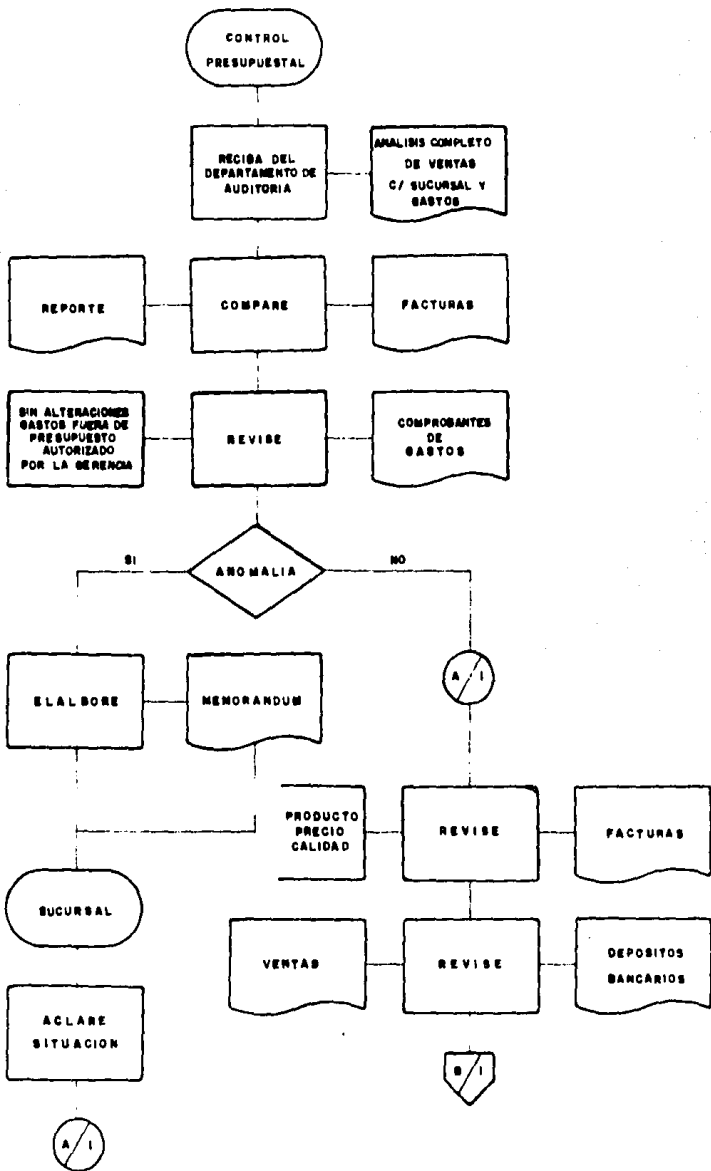 CONTROL
PRESUPUESTAL
RECIBA DEL
DEPARTAMENTO DE
AUDITORIA
ANALISIS COMPLETO
DE VENTAS
C/ SUCURSAL Y
GASTOS
REPORTE
COMPARE
FACTURAS
SIN ALTERACIONES
GASTOS FUERA DE
PRESUPUESTO
AUTORIZADO
POR LA GERENCIA
REVISE
COMPROBANTES
DE
GASTOS
SI
ANOMALIA
NO
ELALBORE
MEMORANDUM
A/1
PRODUCTO
PRECIO
CALIDAD
REVISE
FACTURAS
SUCURSAL
VENTAS
REVISE
DEPOSITOS
BANCARIOS
ACLARE
SITUACION
B/1
A/1